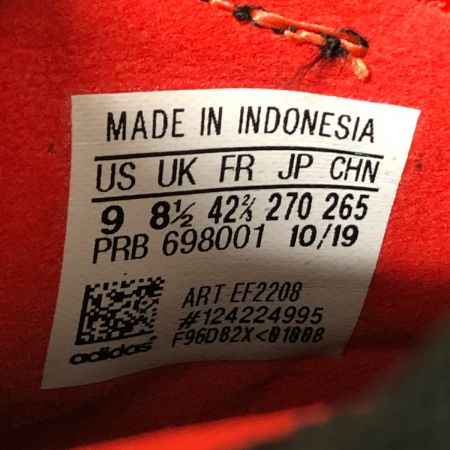 MADE IN INDONESIA
US UK FR JP CHN
9 8½ 42⅔ 270 265
PRB 698001 10/19
ART EF2208
#124224995
F96D82X<01008
adidas